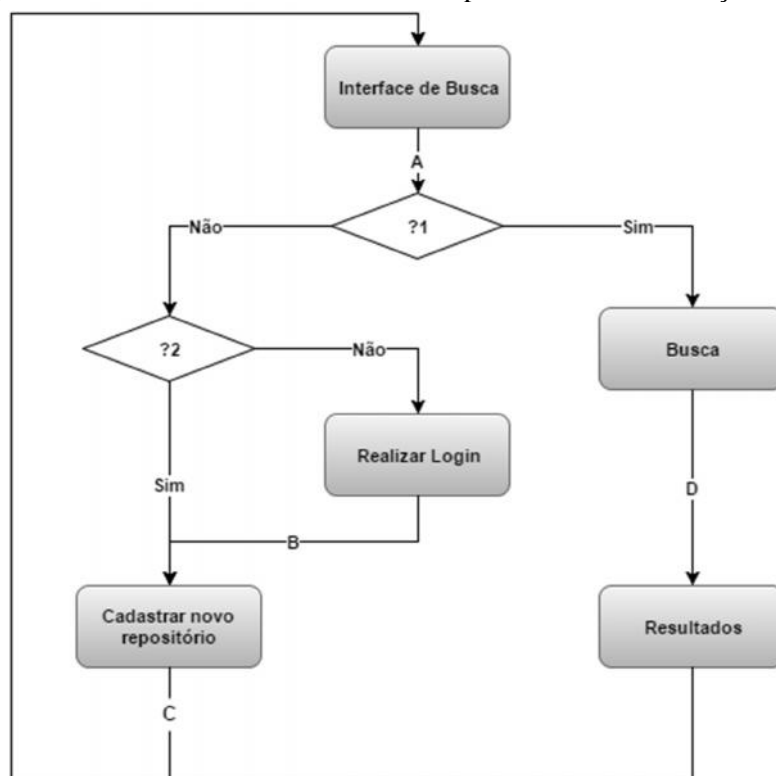 Interface de Busca
A
Não
?1
Sim
?2
Não
Busca
Realizar Login
Sim
D
B
Cadastrar novo
repositório
Resultados
C